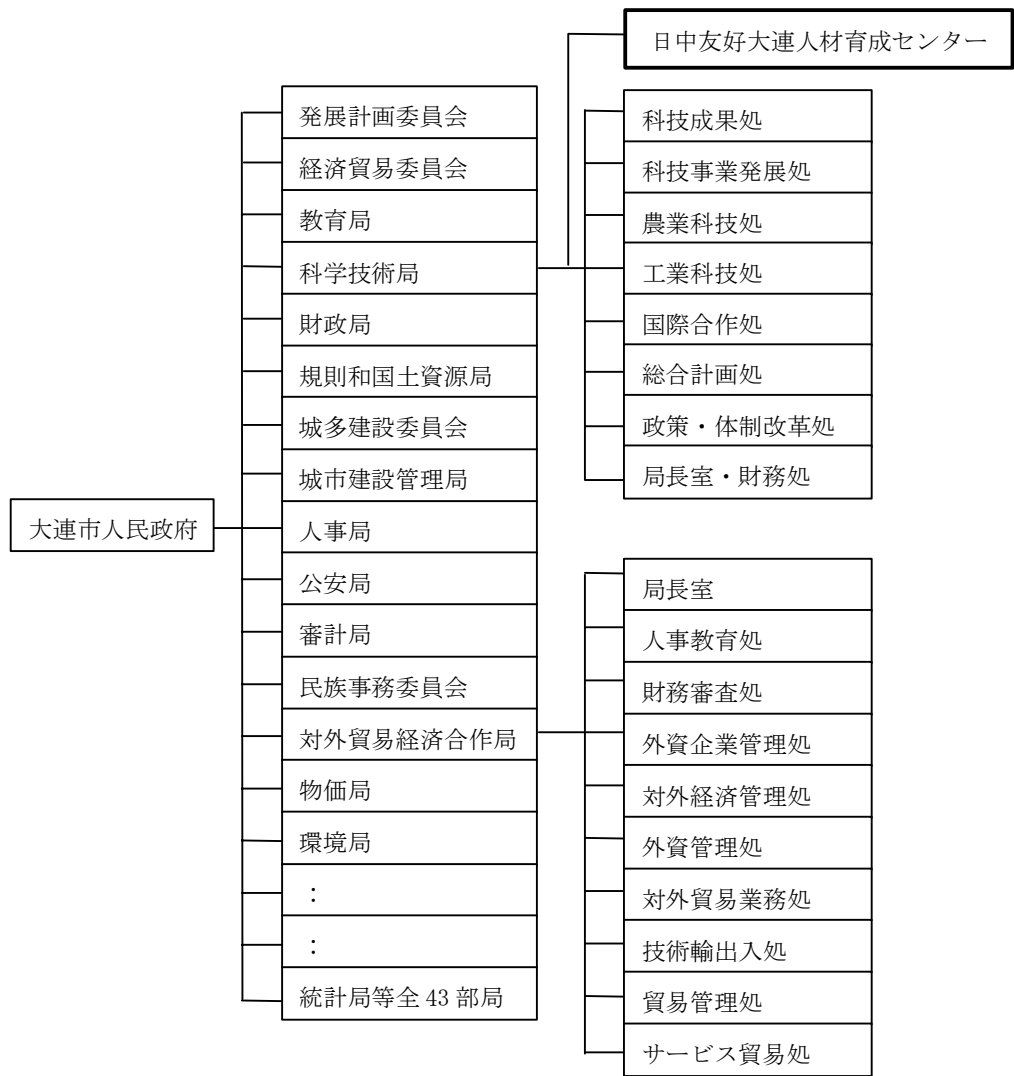 日中友好大連人材育成センター
発展計画委員会
経済貿易委員会
教育局
科学技術局
財政局
規則和国土資源局
城多建設委員会
城市建設管理局
人事局
公安局
審計局
民族事務委員会
対外貿易経済合作局
物価局
環境局
：
：
統計局等全 43 部局
大連市人民政府
科技成果処
科技事業発展処
農業科技処
工業科技処
国際合作処
総合計画処
政策・体制改革処
局長室・財務処
局長室
人事教育処
財務審査処
外資企業管理処
対外経済管理処
外資管理処
対外貿易業務処
技術輸出入処
貿易管理処
サービス貿易処